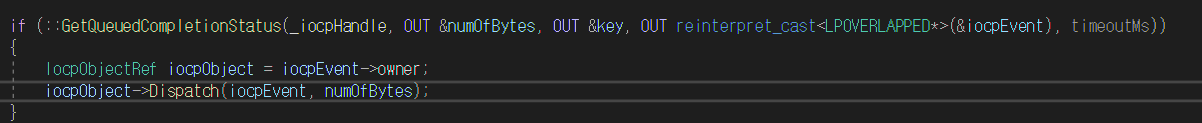 if (::GetQueuedCompletionStatus(_iocpHandle, OUT &numOfBytes, OUT &key, OUT reinterpret_cast<LPOVERLAPPED*>(&iocpEvent), timeoutMs))
{
    IocpObjectRef iocpObject = iocpEvent->owner;
    iocpObject->Dispatch(iocpEvent, numOfBytes);
}